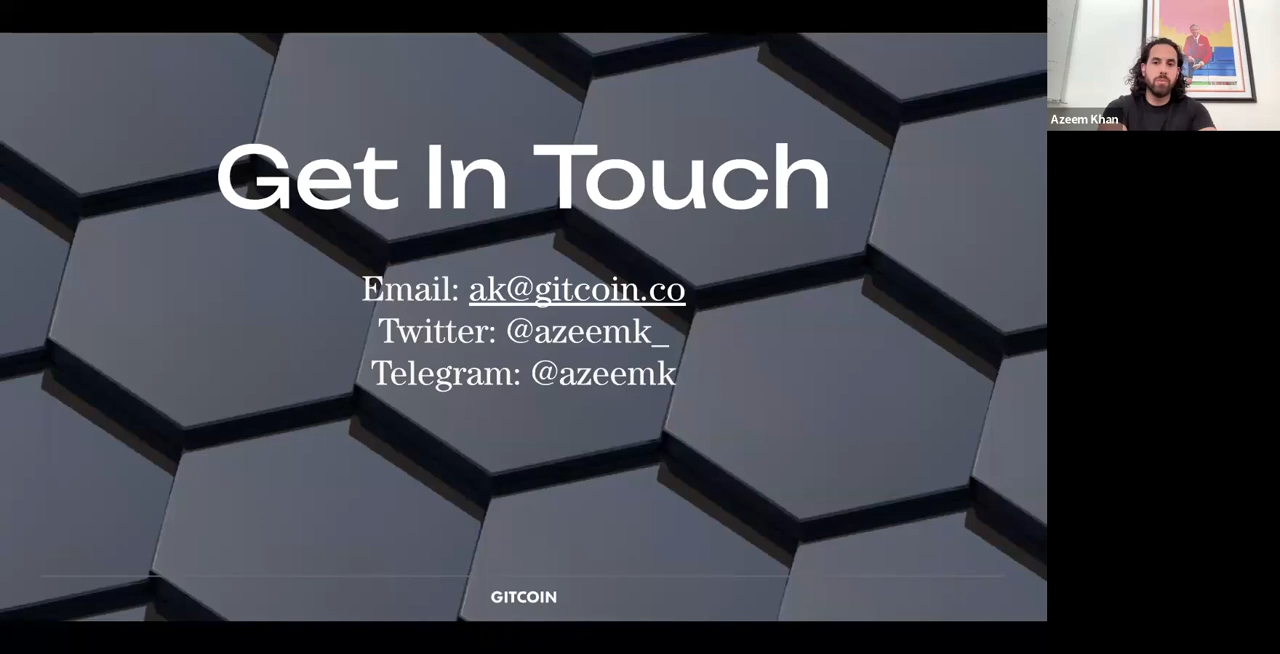 Get In Touch
Email: ak@gitcoin.co
Twitter: @azeemk_
Telegram: @azeemk
GITCOIN
Azeem Khan